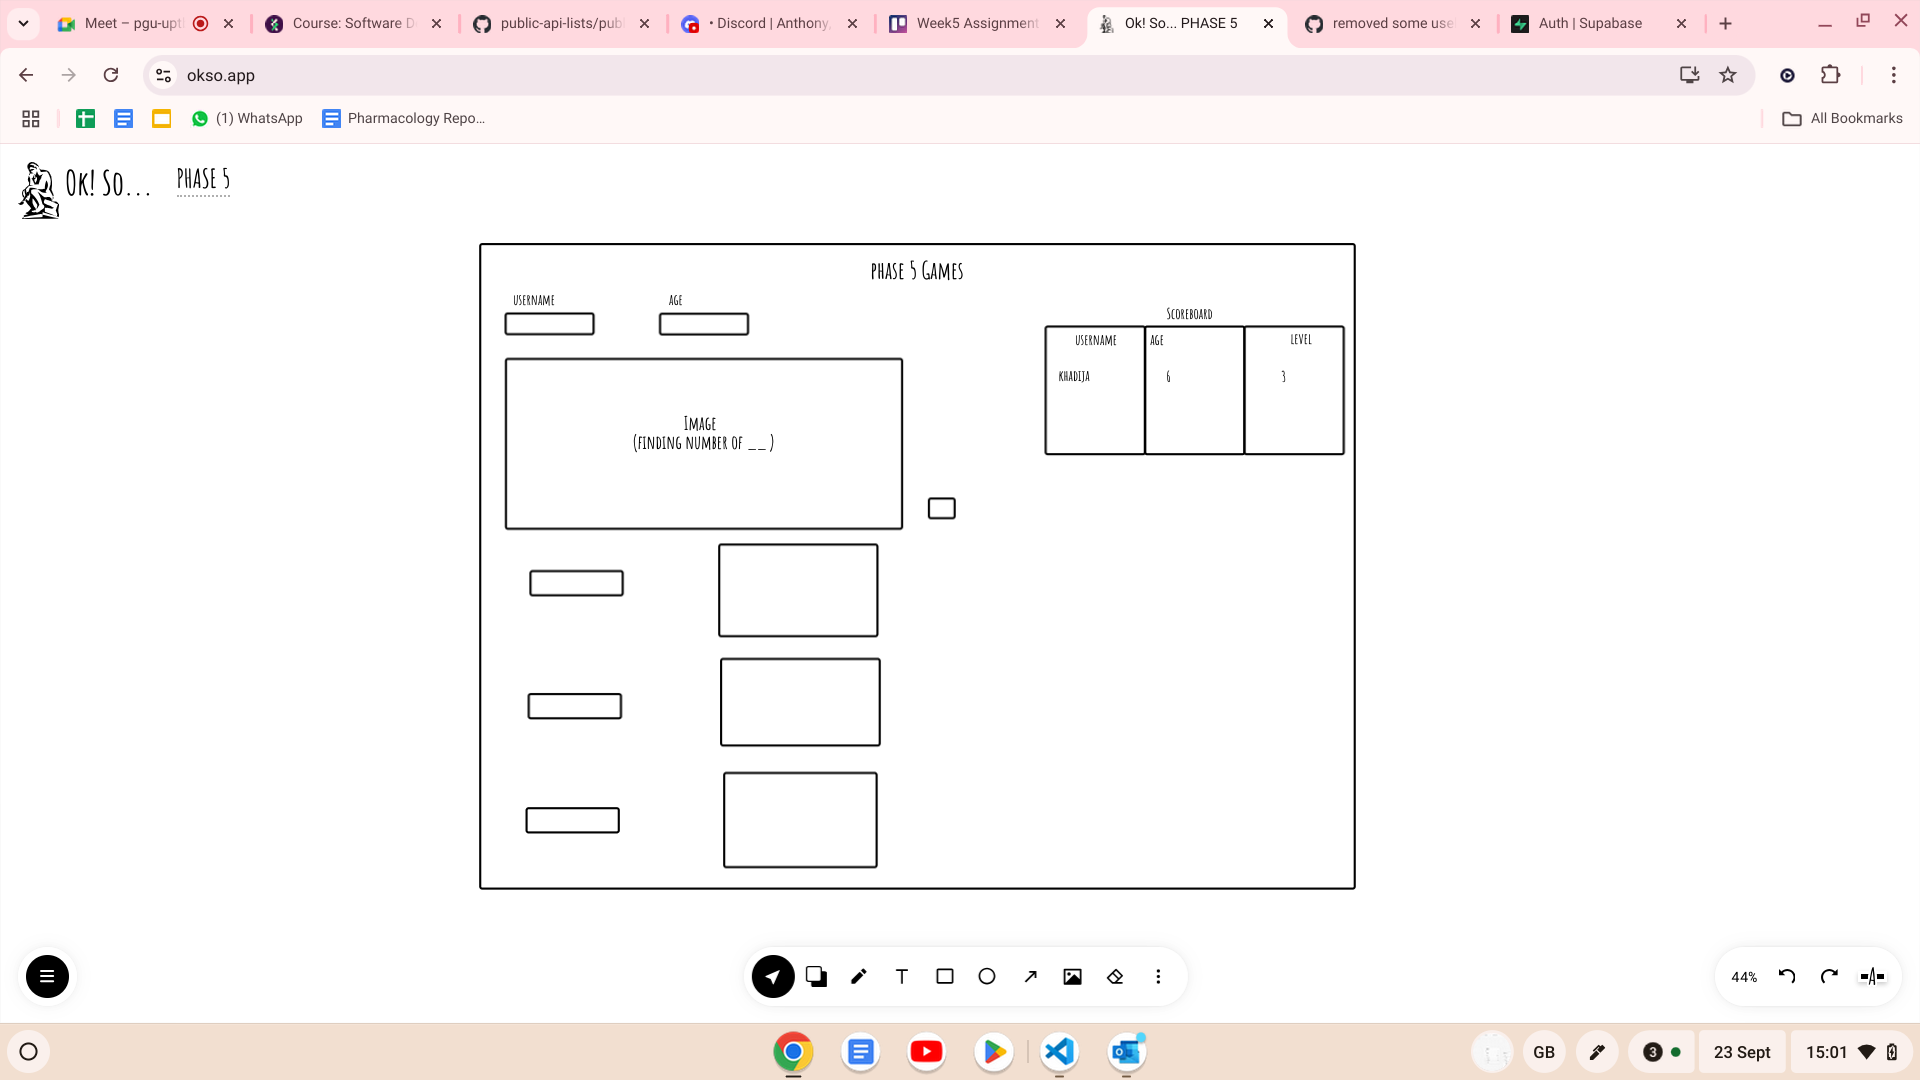 Meet – pgu-upt
Course: Software D
public-api-lists/publ
• Discord | Anthony,
Week5 Assignment
Ok! So... PHASE 5
removed some use
Auth | Supabase
okso.app
(1) WhatsApp
Pharmacology Repo...
All Bookmarks
Ok! So...
PHASE 5
PHASE 5 Games
USERNAME
AGE
Scoreboard
USERNAME
AGE
LEVEL
KHADIJA
6
3
Image
(FINDING NUMBER OF __ )
T
44%
GB
3
23 Sept
15:01